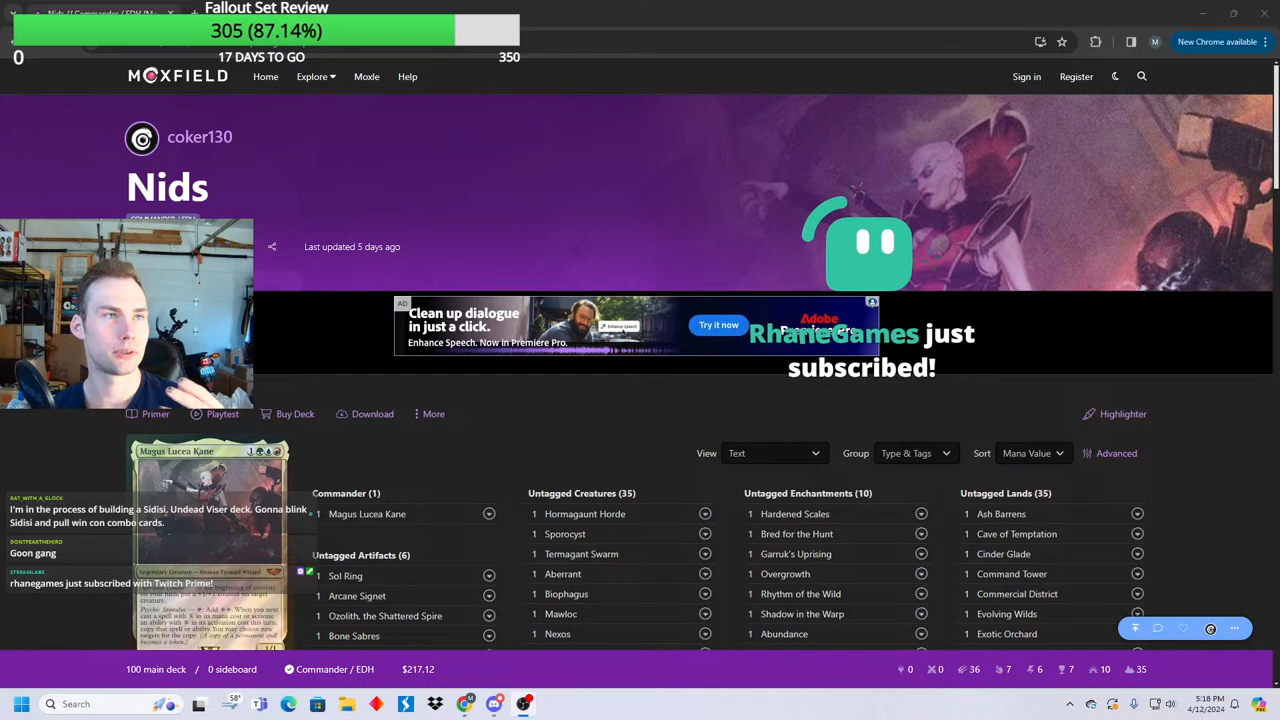 Fallout Set Review
305 (87.14%)
0
17 DAYS TO GO
350
M
New Chrome available
MOXFIELD
Home
Explore
Moxle
Help
Sign in
Register
coker130
Nids
COMMANDER / EDH
Last updated 5 days ago
AD
Clean up dialogue
in just a click.
Enhance Speech. Now in Premiere Pro.
Enhance Speech
Try it now
Adobe
RhaneGames just
subscribed!
Primer
Playtest
Buy Deck
Download
More
Highlighter
View
Text
Group
Type & Tags
Sort
Mana Value
Advanced
Magus Lucea Kane
Commander (1)
1 Magus Lucea Kane
Untagged Artifacts (6)
1 Sol Ring
1 Arcane Signet
1 Ozolith, the Shattered Spire
1 Bone Sabres
Untagged Creatures (35)
1 Hormagaunt Horde
1 Sporocyst
1 Termagant Swarm
1 Aberrant
1 Biophagus
1 Mawloc
1 Nexos
Untagged Enchantments (10)
1 Hardened Scales
1 Bred for the Hunt
1 Garruk's Uprising
1 Overgrowth
1 Rhythm of the Wild
1 Shadow in the Warp
1 Abundance
Untagged Lands (35)
1 Ash Barrens
1 Cave of Temptation
1 Cinder Glade
1 Command Tower
1 Commercial District
1 Evolving Wilds
1 Exotic Orchard
RAT_WITH_A_GLOCK
I'm in the process of building a Sidisi, Undead Viser deck. Gonna blink
Sidisi and pull win con combo cards.
DONTPEARTHEHIRO
Goon gang
STREAMLABS
rhanegames just subscribed with Twitch Prime!
100 main deck / 0 sideboard
Commander / EDH
$217.12
0
0
36
7
6
7
10
35
Search
58°
5:18 PM
4/12/2024